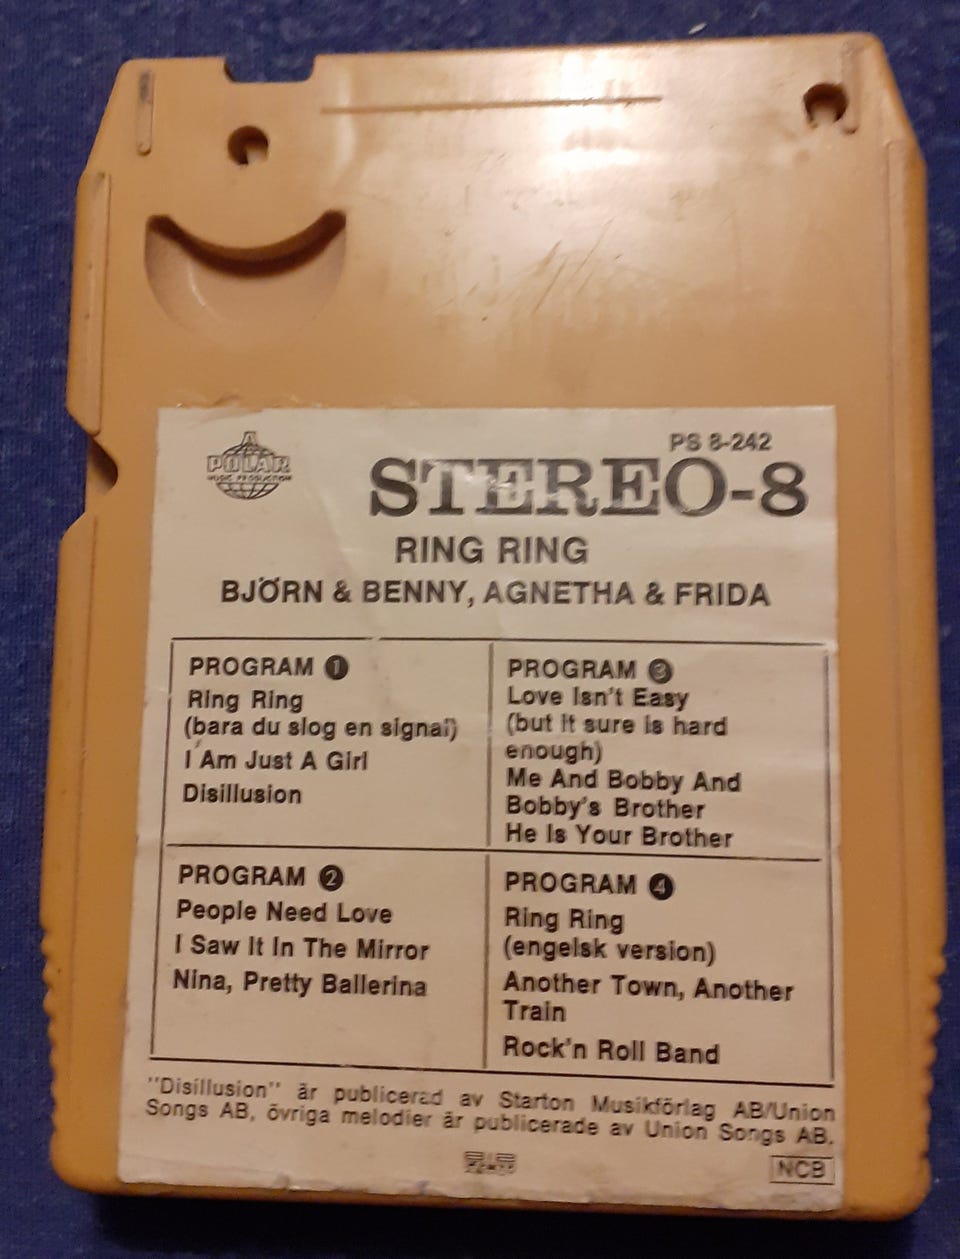 POLAR
MUSIC PRODUCTION
PS 8-242
STEREO-8
RING RING
BJÖRN & BENNY, AGNETHA & FRIDA
PROGRAM 1
Ring Ring
(bara du slog en signal)
I Am Just A Girl
Disillusion
PROGRAM 2
People Need Love
I Saw It In The Mirror
Nina, Pretty Ballerina
PROGRAM 3
Love Isn't Easy
(but it sure is hard
enough)
Me And Bobby And
Bobby's Brother
He Is Your Brother
PROGRAM 4
Ring Ring
(engelsk version)
Another Town, Another
Train
Rock'n Roll Band
"Disillusion" är publicerad av Starton Musikförlag AB/Union
Songs AB, övriga melodier är publicerade av Union Songs AB.
NCB